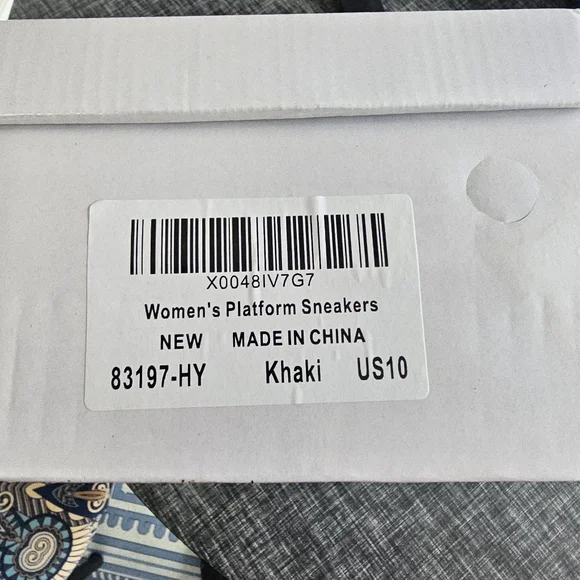 X0048IV7G7
Women's Platform Sneakers
NEW MADE IN CHINA
83197-HY Khaki US10